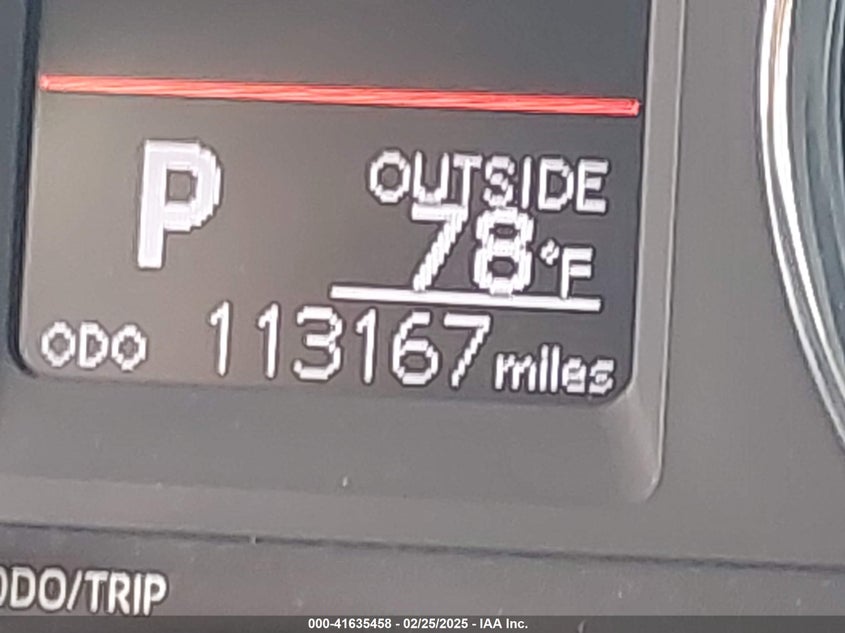 P
OUTSIDE
78°F
ODO 113167 miles
ODO/TRIP
000-41635458 - 02/25/2025 - IAA Inc.